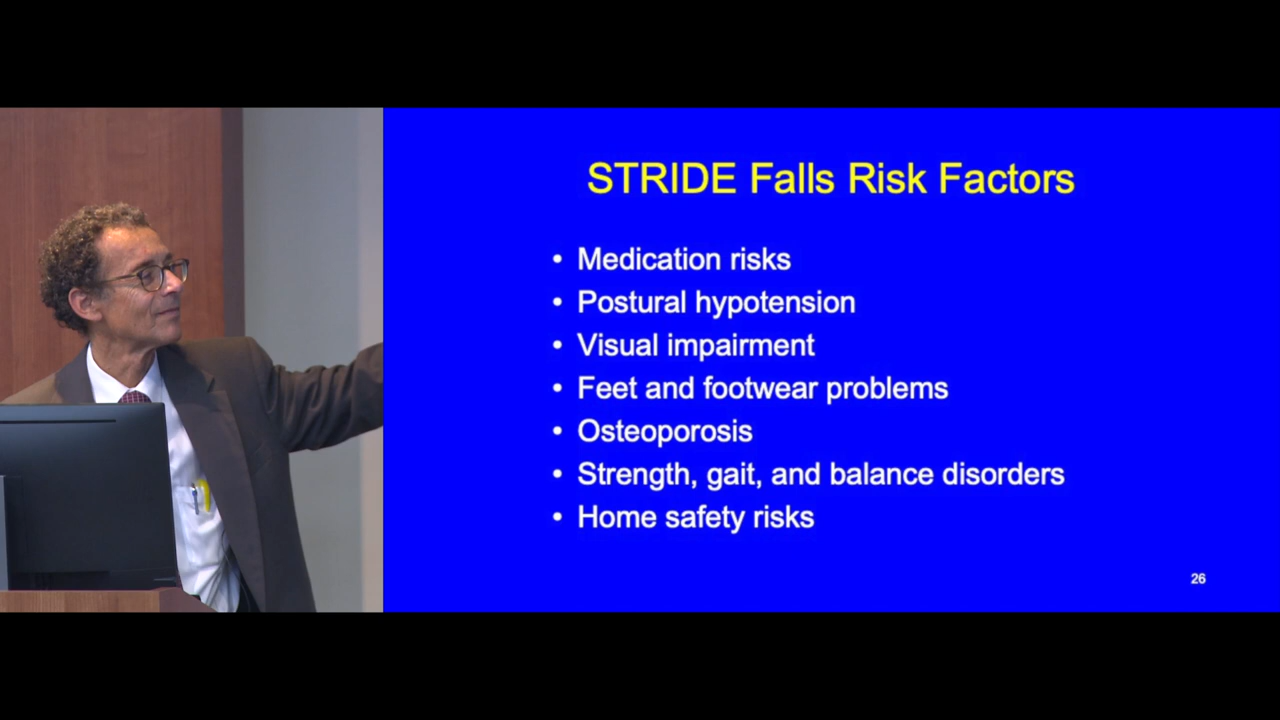 STRIDE Falls Risk Factors
• Medication risks
• Postural hypotension
• Visual impairment
• Feet and footwear problems
• Osteoporosis
• Strength, gait, and balance disorders
• Home safety risks
26